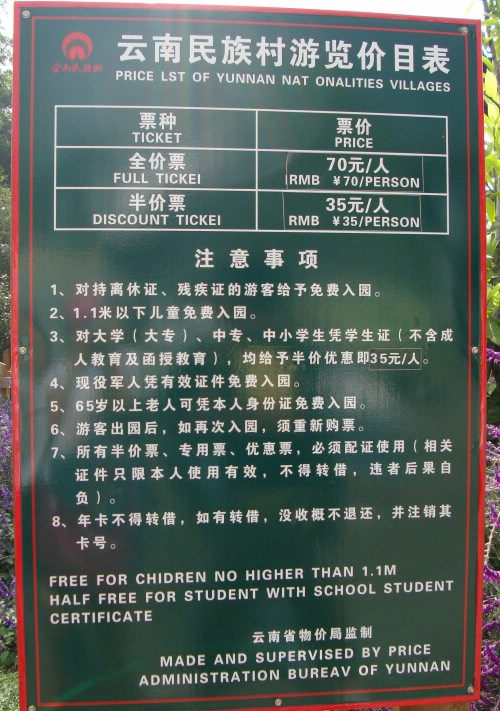 云南民族村游览价目表
PRICE LST OF YUNNAN NAT ONALITIES VILLAGES
票种 票价
TICKET PRICE
全价票 70元/人
FULL TICKEI RMB ¥70/PERSON
半价票 35元/人
DISCOUNT TICKEI RMB ¥35/PERSON
注意事项
1、对持离休证、残疾证的游客给予免费入园。
2、1.1米以下儿童免费入园。
3、对大学（大专）、中专、中小学生凭学生证（不含成
人教育及函授教育），均给予半价优惠即35元/人。
4、现役军人凭有效证件免费入园。
5、65岁以上老人可凭本人身份证免费入园。
6、游客出园后，如再次入园，须重新购票。
7、所有半价票、专用票、优惠票，必须配证使用（相关
证件只限本人使用有效，不得转借，违者后果自
负）。
8、年卡不得转借，如有转借，没收概不退还，并注销其
卡号。
FREE FOR CHIDREN NO HIGHER THAN 1.1M
HALF FREE FOR STUDENT WITH SCHOOL STUDENT
CERTIFICATE
云南省物价局监制
MADE AND SUPERVISED BY PRICE
ADMINISTRATION BUREAV OF YUNNAN